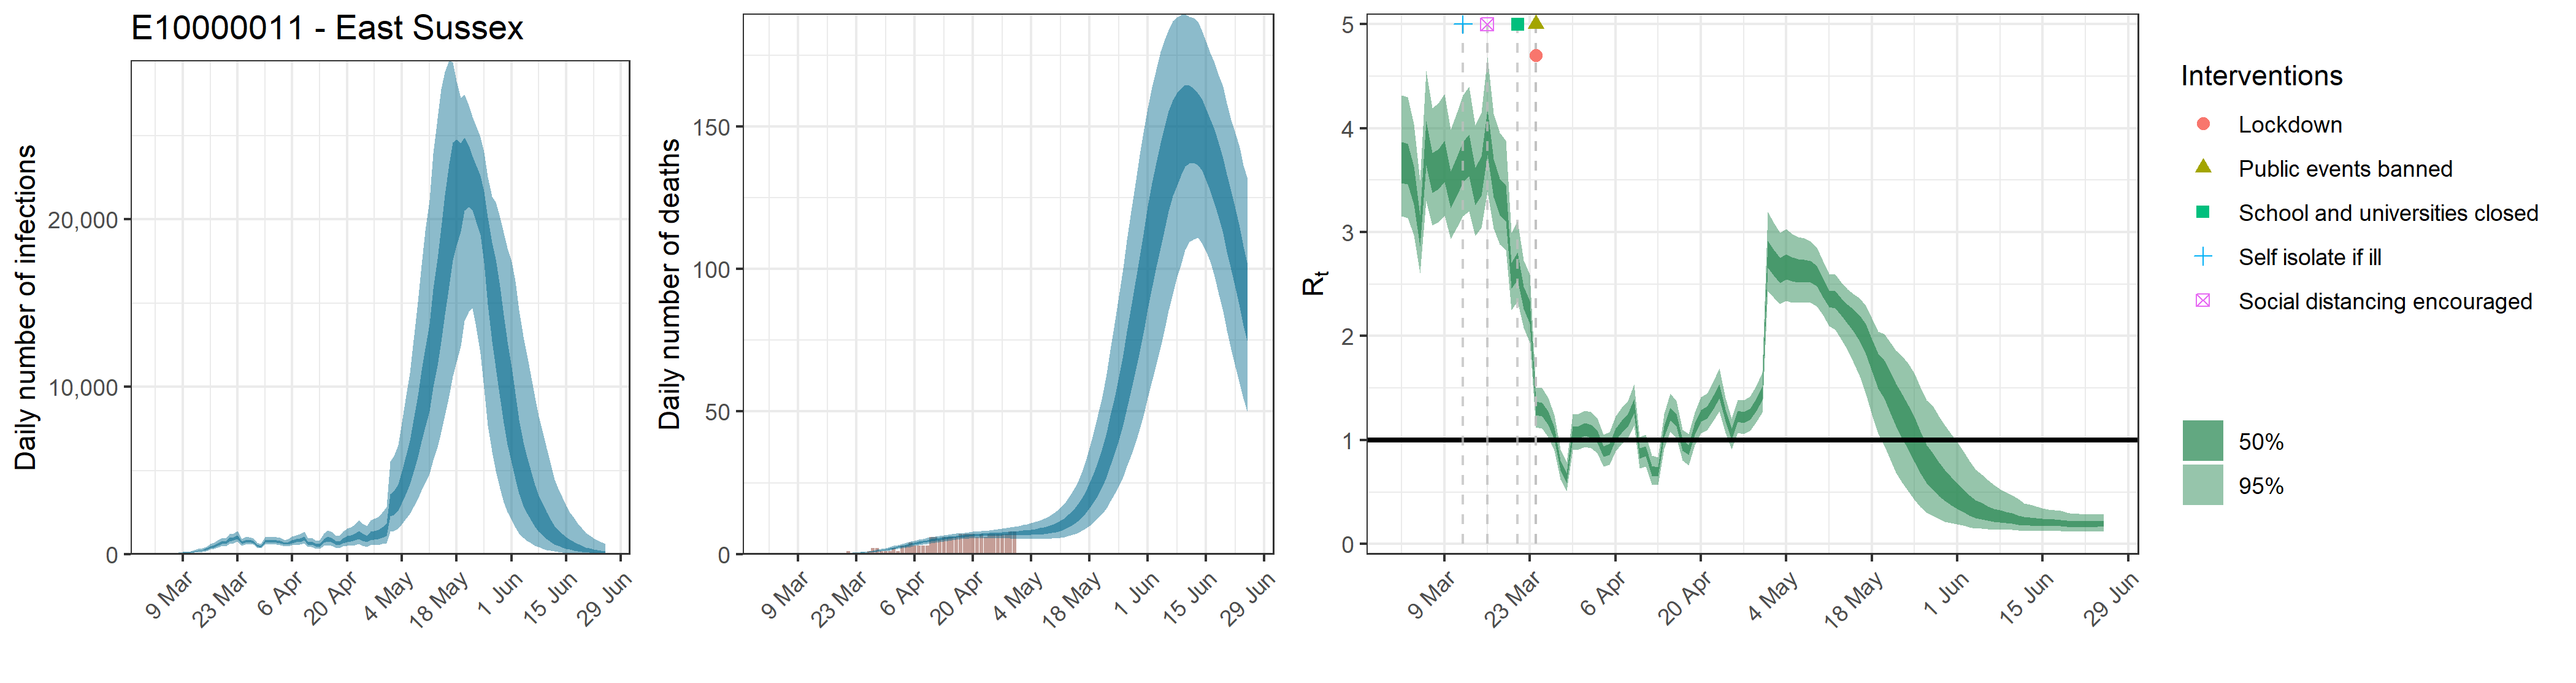 E10000011 - East Sussex
Daily number of infections
20,000
10,000
0
9 Mar
23 Mar
6 Apr
20 Apr
4 May
18 May
1 Jun
15 Jun
29 Jun
Daily number of deaths
150
100
50
0
9 Mar
23 Mar
6 Apr
20 Apr
4 May
18 May
1 Jun
15 Jun
29 Jun
Rt
5
4
3
2
1
0
9 Mar
23 Mar
6 Apr
20 Apr
4 May
18 May
1 Jun
15 Jun
29 Jun
Interventions
Lockdown
Public events banned
School and universities closed
Self isolate if ill
Social distancing encouraged
50%
95%